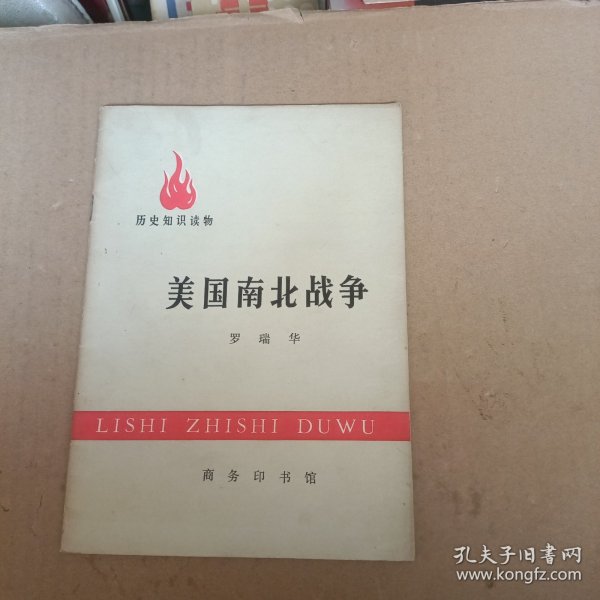 历史知识读物
美国南北战争
罗瑞华
LISHI ZHISHI DUWU
商务印书馆
孔夫子旧书网
www.kongfz.com